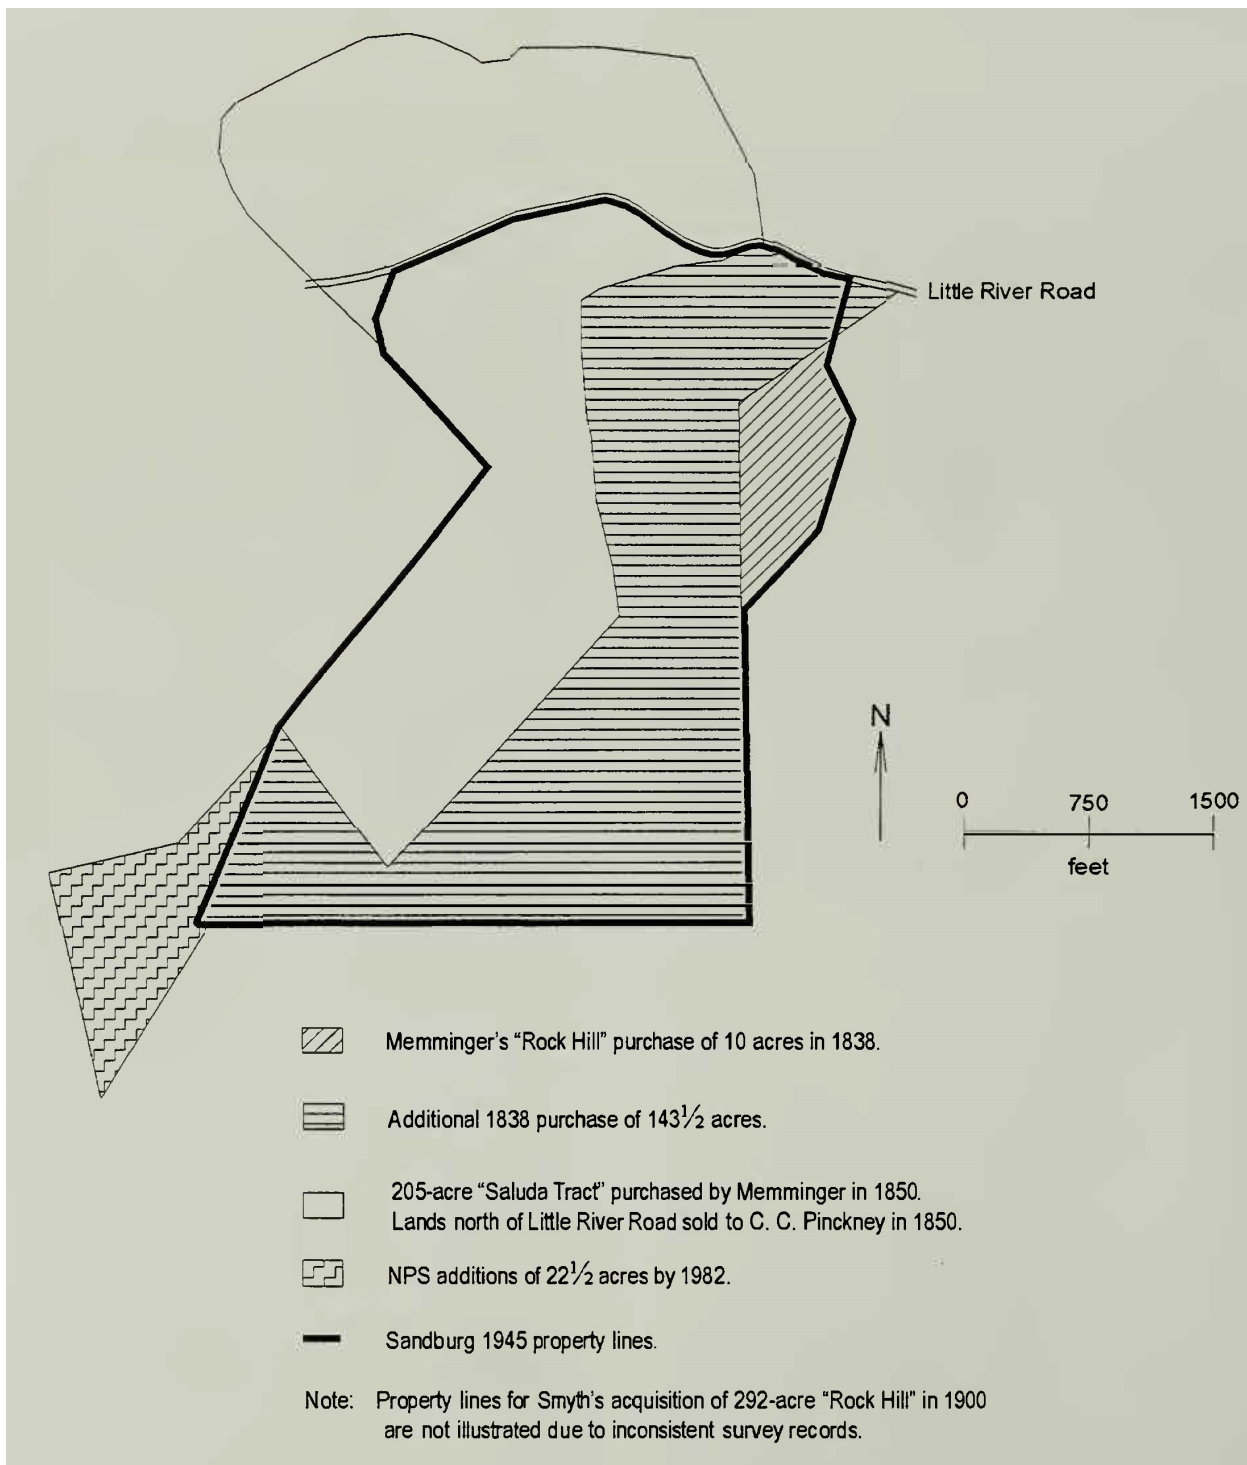 Little River Road
N
0 750 1500
feet
Memminger's "Rock Hill" purchase of 10 acres in 1838.
Additional 1838 purchase of 143½ acres.
205-acre "Saluda Tract" purchased by Memminger in 1850.
Lands north of Little River Road sold to C. C. Pinckney in 1850.
NPS additions of 22½ acres by 1982.
Sandburg 1945 property lines.
Note: Property lines for Smyth's acquisition of 292-acre "Rock Hill" in 1900
are not illustrated due to inconsistent survey records.